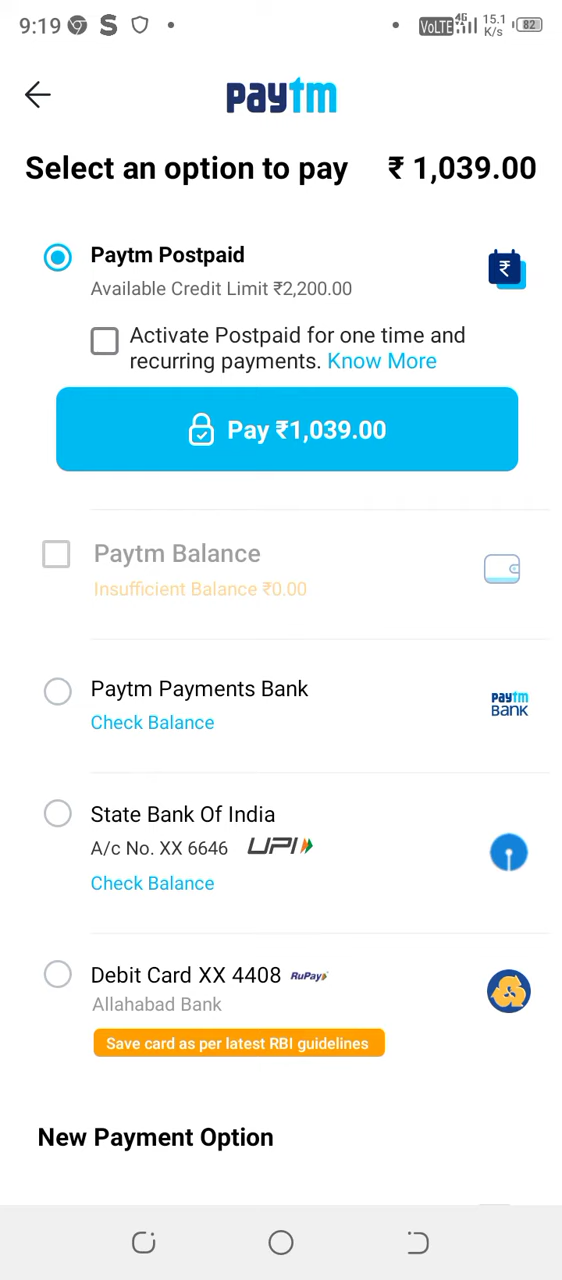 9:19 S VoLTE 4G 15.1 K/s 82
paytm
Select an option to pay ₹ 1,039.00
Paytm Postpaid
Available Credit Limit ₹2,200.00
₹
Activate Postpaid for one time and
recurring payments. Know More
Pay ₹1,039.00
Paytm Balance
Insufficient Balance ₹0.00
Paytm Payments Bank
Check Balance
paytm
BANK
State Bank Of India
A/c No. XX 6646 UPI
Check Balance
Debit Card XX 4408 RuPay
Allahabad Bank
Save card as per latest RBI guidelines
New Payment Option